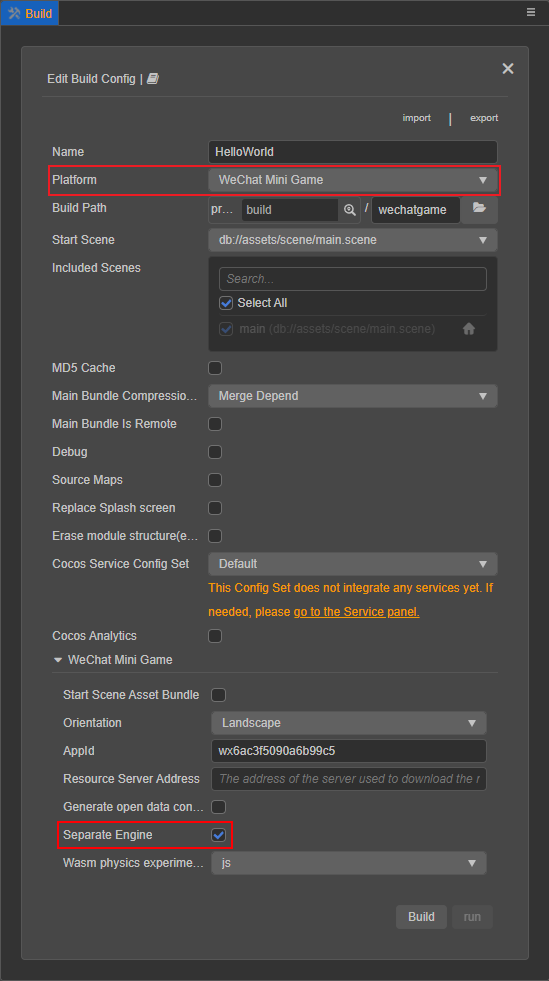 Build
Edit Build Config |
import | export
Name HelloWorld
Platform WeChat Mini Game
Build Path pr... build / wechatgame
Start Scene db://assets/scene/main.scene
Included Scenes
Search...
Select All
main (db://assets/scene/main.scene)
MD5 Cache
Main Bundle Compressio... Merge Depend
Main Bundle Is Remote
Debug
Source Maps
Replace Splash screen
Erase module structure(e...
Cocos Service Config Set Default
This Config Set does not integrate any services yet. If
needed, please go to the Service panel.
Cocos Analytics
WeChat Mini Game
Start Scene Asset Bundle
Orientation Landscape
AppId wx6ac3f5090a6b99c5
Resource Server Address The address of the server used to download the r
Generate open data con...
Separate Engine
Wasm physics experime... js
Build run